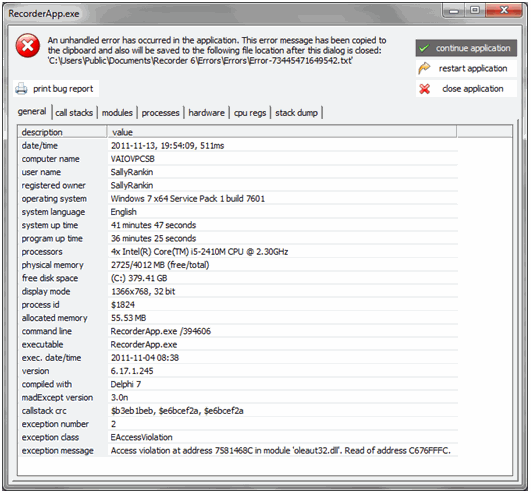 RecorderApp.exe
An unhandled error has occurred in the application. This error message has been copied to
the clipboard and also will be saved to the following file location after this dialog is closed:
'C:\Users\Public\Documents\Recorder 6\Errors\Errors\Error-73445471649542.txt'
continue application
restart application
close application
print bug report
general call stacks modules processes hardware cpu regs stack dump
description value
date/time 2011-11-13, 19:54:09, 511ms
computer name VAIOVPCSB
user name SallyRankin
registered owner SallyRankin
operating system Windows 7 x64 Service Pack 1 build 7601
system language English
system up time 41 minutes 47 seconds
program up time 36 minutes 25 seconds
processors 4x Intel(R) Core(TM) i5-2410M CPU @ 2.30GHz
physical memory 2725/4012 MB (free/total)
free disk space (C:) 379.41 GB
display mode 1366x768, 32 bit
process id $1824
allocated memory 55.53 MB
command line RecorderApp.exe /394606
executable RecorderApp.exe
exec. date/time 2011-11-04 08:38
version 6.17.1.245
compiled with Delphi 7
madExcept version 3.0n
callstack crc $b3eb1beb, $e6bcef2a, $e6bcef2a
exception number 2
exception class EAccessViolation
exception message Access violation at address 7581468C in module 'oleaut32.dll'. Read of address C676FFFC.